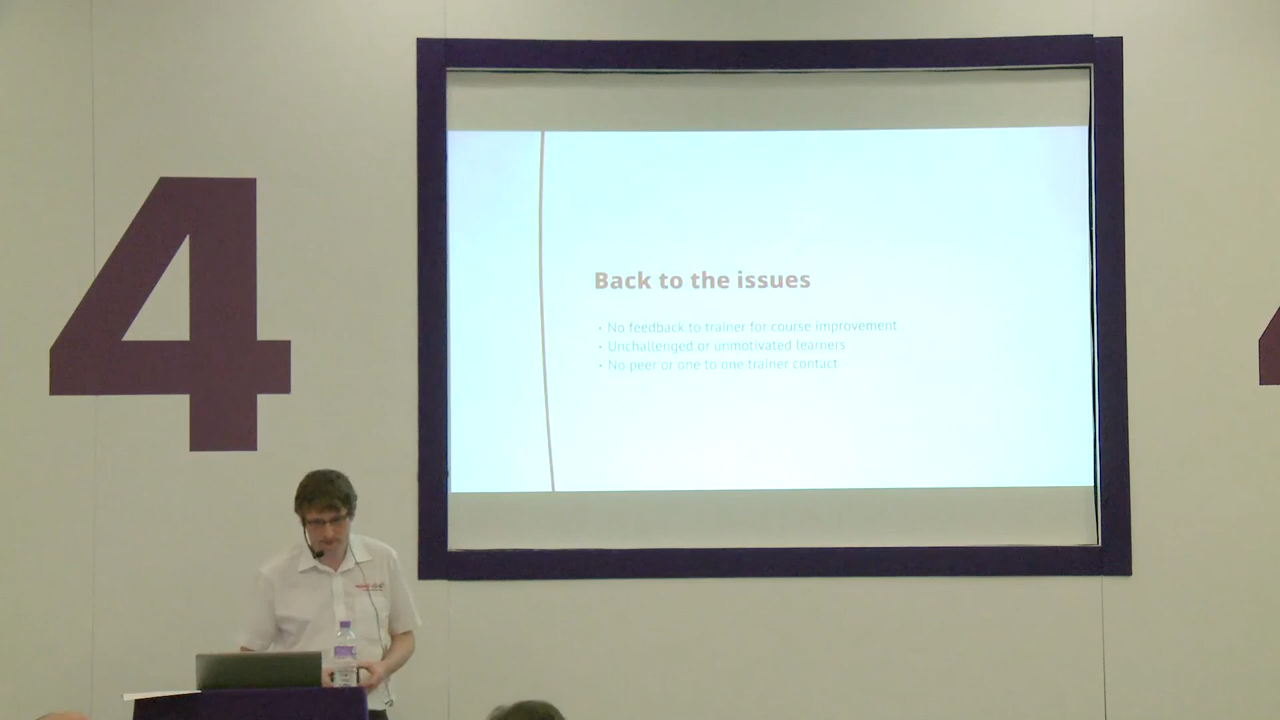 4
Back to the issues
• No feedback to trainer for course improvement
• Unchallenged or unmotivated learners
• No peer or one to one trainer contact